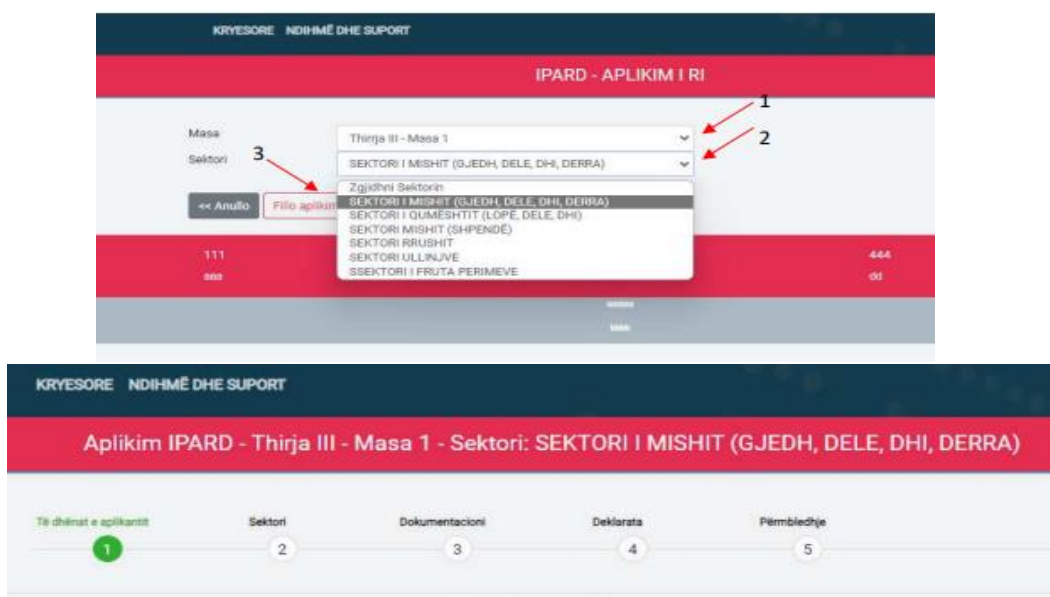 KRYESORE NDIHMË DHE SUPORT
IPARD - APLIKIM I RI
1
Masa Thirrja III - Masa 1
2
Sektori SEKTORI I MISHIT (GJEDH, DELE, DHI, DERRA)
3
Zgjidhni Sektorin
<< Anullo Fillo aplikim
SEKTORI I MISHIT (GJEDH, DELE, DHI, DERRA)
SEKTORI I QUMËSHTIT (LOPË, DELE, DHI)
SEKTORI MISHIT (SHPENDË)
SEKTORI RRUSHIT
SEKTORI ULLINJVE
SSEKTORI I FRUTA PERIMEVE
111 444
dd
KRYESORE NDIHMË DHE SUPORT
Aplikim IPARD - Thirja III - Masa 1 - Sektori: SEKTORI I MISHIT (GJEDH, DELE, DHI, DERRA)
Të dhënat e aplikantit Sektori Dokumentacioni Deklarata Përmbledhje
1 2 3 4 5